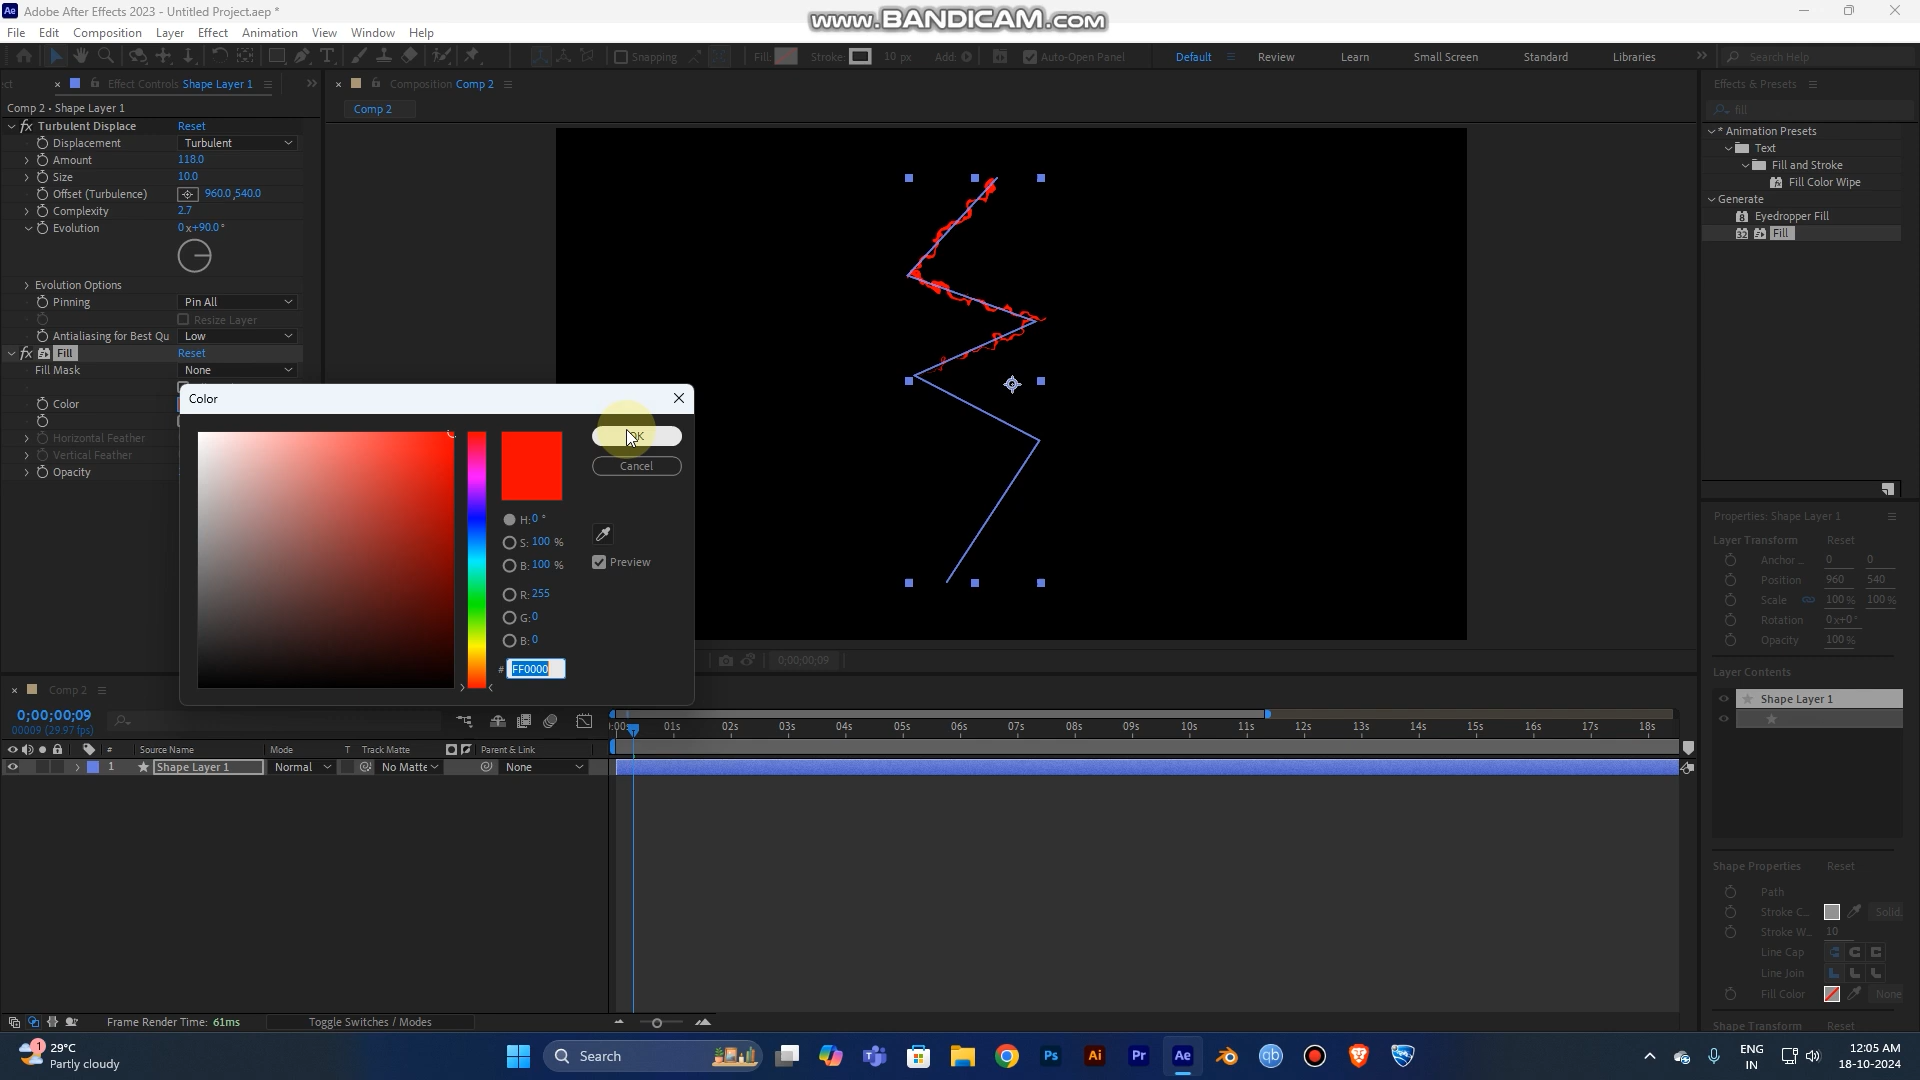 Adobe After Effects 2023 - Untitled Project.aep *
www.BANDICAM.com
File Edit Composition Layer Effect Animation View Window Help
Snapping Fill: Stroke: 10 px Add: Auto-Open Panel Default Review Learn Small Screen Standard Libraries Search Help
Effect Controls Shape Layer 1
Composition Comp 2
Effects & Presets
Comp 2 • Shape Layer 1
Comp 2
fill
Turbulent Displace Reset
Displacement Turbulent
Amount 118.0
Size 10.0
Offset (Turbulence) 960.0,540.0
Complexity 2.7
Evolution 0x+90.0°
Evolution Options
Pinning Pin All
Resize Layer
Antialiasing for Best Qu Low
Fill Reset
Fill Mask None
Color
Horizontal Feather
Vertical Feather
Opacity
* Animation Presets
Text
Fill and Stroke
Fill Color Wipe
Generate
Eyedropper Fill
Fill
Color
OK
Cancel
H: 0 °
S: 100 %
B: 100 %
Preview
R: 255
G: 0
B: 0
# FF0000
0;00;00;09
Properties: Shape Layer 1
Layer Transform Reset
Anchor ... 0 0
Position 960 540
Scale 100% 100%
Rotation 0x+0°
Opacity 100%
Layer Contents
Shape Layer 1
Shape Properties Reset
Path
Stroke C... Solid
Stroke W... 10
Line Cap
Line Join
Fill Color None
Shape Transform Reset
Comp 2
0;00;00;09
00009 (29.97 fps)
:00s 01s 02s 03s 04s 05s 06s 07s 08s 09s 10s 11s 12s 13s 14s 15s 16s 17s 18s
# Source Name Mode T Track Matte Parent & Link
1 Shape Layer 1 Normal No Matte None
Frame Render Time: 61ms Toggle Switches / Modes
29°C
Partly cloudy
Search
ENG
IN
12:05 AM
18-10-2024